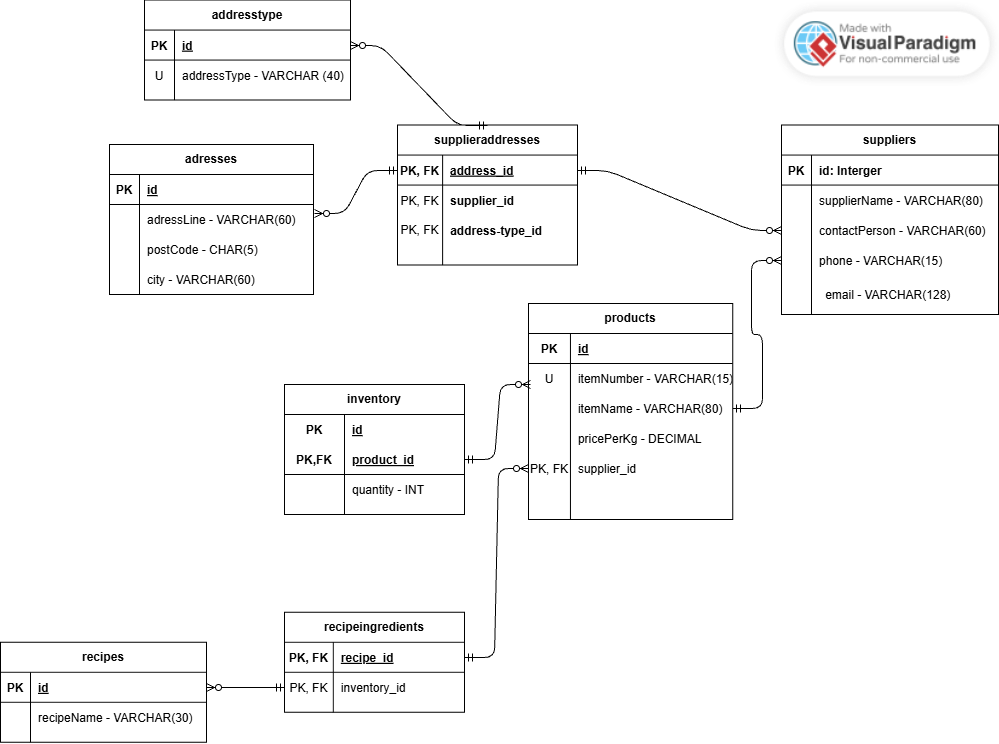 addresstype
PK id
U addressType - VARCHAR (40)
Made with
VisualParadigm
For non-commercial use
adresses
PK id
adressLine - VARCHAR(60)
postCode - CHAR(5)
city - VARCHAR(60)
supplieraddresses
PK, FK address_id
PK, FK supplier_id
PK, FK address-type_id
suppliers
PK id: Interger
supplierName - VARCHAR(80)
contactPerson - VARCHAR(60)
phone - VARCHAR(15)
email - VARCHAR(128)
products
PK id
U itemNumber - VARCHAR(15)
itemName - VARCHAR(80)
pricePerKg - DECIMAL
PK, FK supplier_id
inventory
PK id
PK,FK product_id
quantity - INT
recipeingredients
PK, FK recipe_id
PK, FK inventory_id
recipes
PK id
recipeName - VARCHAR(30)